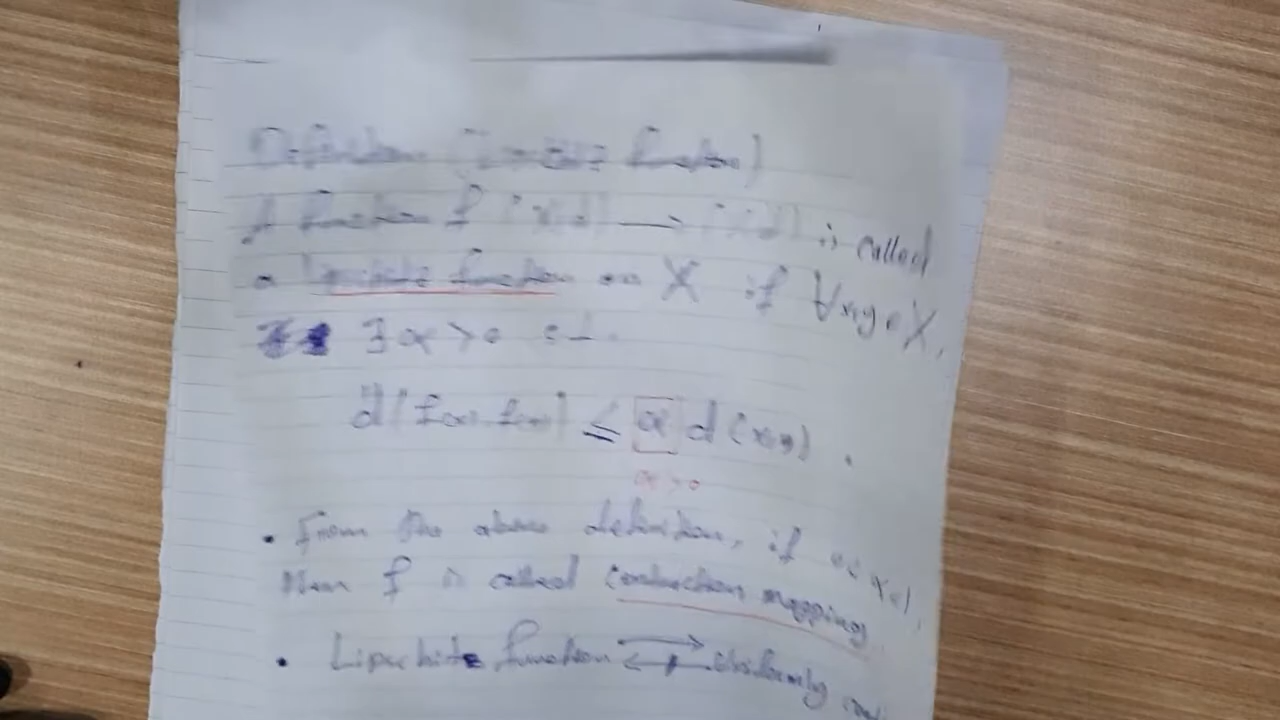 Definition (Lipschitz function)
A function f (X,d) → is called
a Lipschitz function on X if ∀x,y∈X,
∃α>0 s.t.
d(f(x), f(y)) ≤ α d(x,y).
α>0
• From the above definition, if 0<α<1,
then f is called contraction mapping
• Lipschitz function uniformly